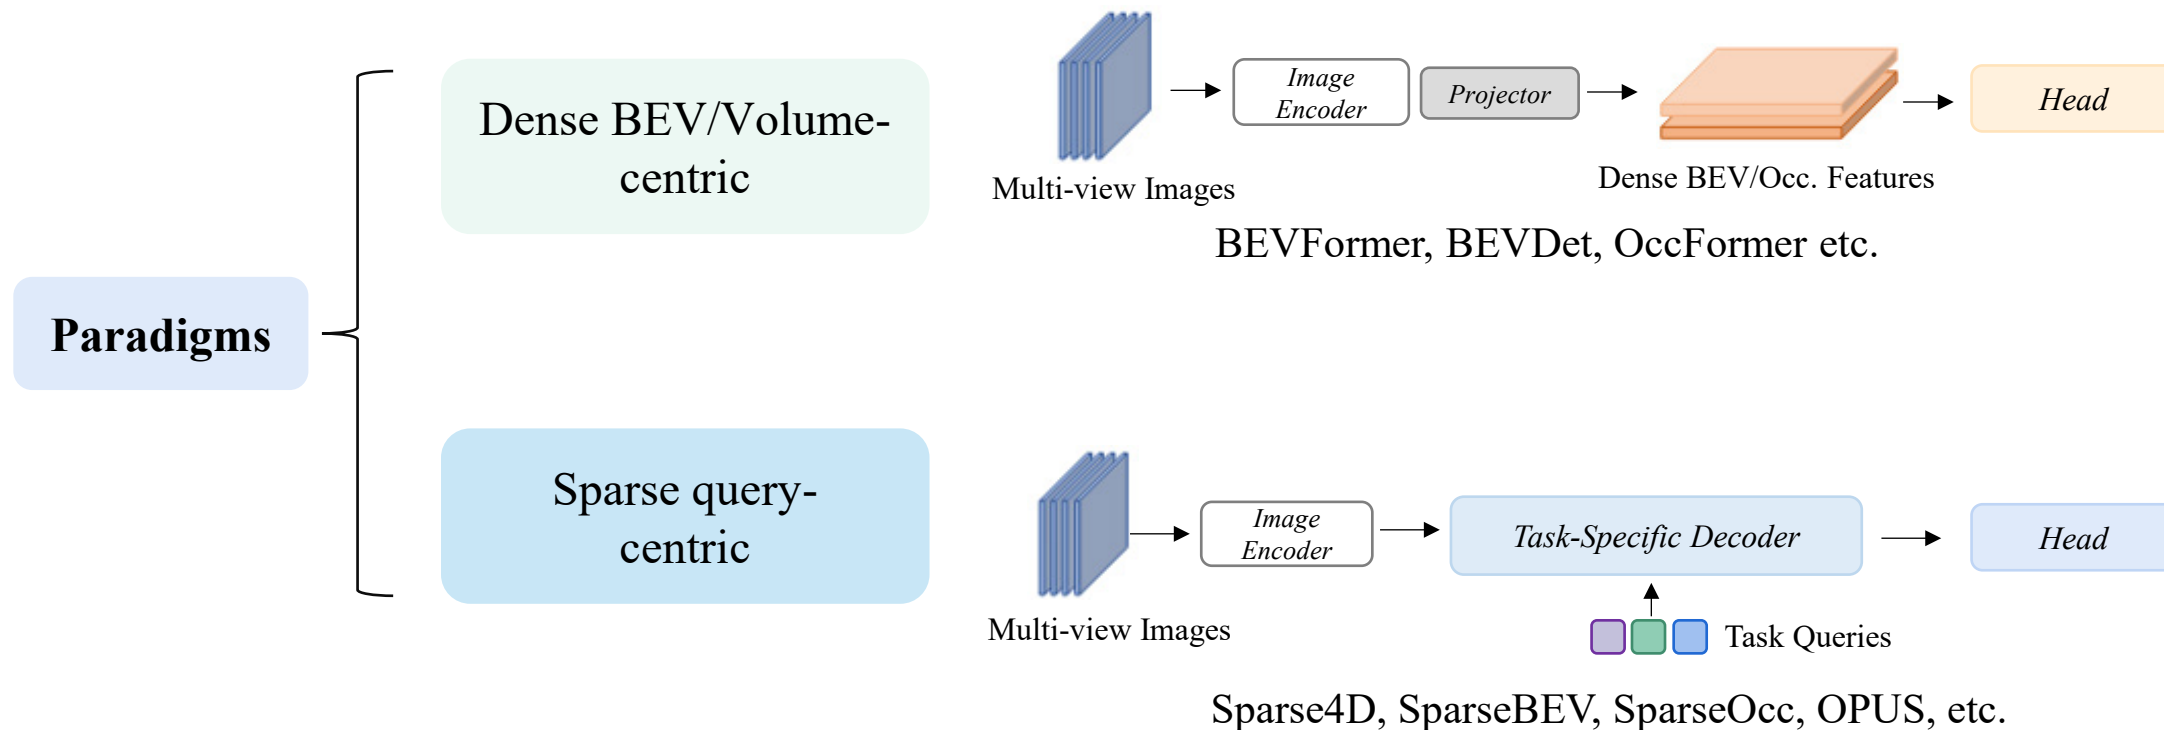 Paradigms
Dense BEV/Volume-
centric
Multi-view Images
Image
Encoder
Projector
Dense BEV/Occ. Features
Head
BEVFormer, BEVDet, OccFormer etc.
Sparse query-
centric
Multi-view Images
Image
Encoder
Task-Specific Decoder
Task Queries
Head
Sparse4D, SparseBEV, SparseOcc, OPUS, etc.